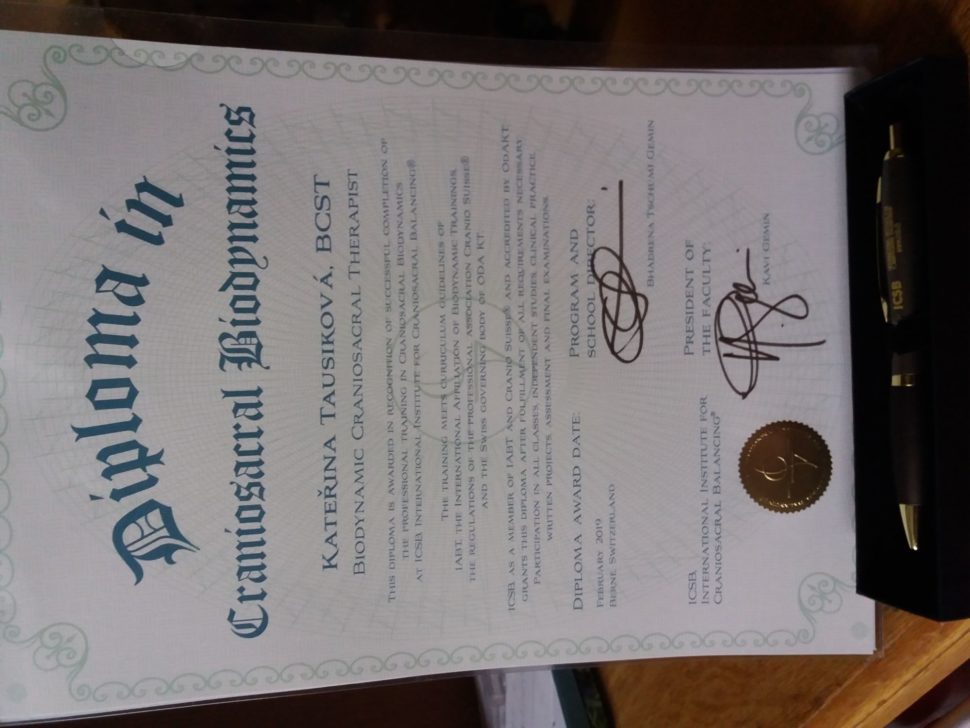 Diploma in
Craniosacral Biodynamics
KATEŘINA TAUSIKOVÁ, BCST
BIODYNAMIC CRANIOSACRAL THERAPIST
THIS DIPLOMA IS AWARDED IN RECOGNITION OF SUCCESSFUL COMPLETION OF
THE PROFESSIONAL TRAINING IN CRANIOSACRAL BIODYNAMICS
AT ICSB INTERNATIONAL INSTITUTE FOR CRANIOSACRAL BALANCING®
THE TRAINING MEETS CURRICULUM GUIDELINES OF
IABT, THE INTERNATIONAL AFFILIATION OF BIODYNAMIC TRAININGS,
THE REGULATIONS OF THE PROFESSIONAL ASSOCIATION CRANIO SUISSE®
AND THE SWISS GOVERNING BODY OF ODA KT.
ICSB AS A MEMBER OF IABT AND CRANIO SUISSE® AND ACCREDITED BY ODAKT
GRANTS THIS DIPLOMA AFTER FULFILLMENT OF ALL REQUIREMENTS NECESSARY:
PARTICIPATION IN ALL CLASSES, INDEPENDENT STUDIES, CLINICAL PRACTICE,
WRITTEN PROJECTS, ASSESSMENT AND FINAL EXAMINATIONS.
DIPLOMA AWARD DATE:
FEBRUARY 2019
BERNE, SWITZERLAND
PROGRAM AND
SCHOOL DIRECTOR:
BHADRENA TSCHUMI GEMIN
ICSB
INTERNATIONAL INSTITUTE FOR
CRANIOSACRAL BALANCING®
PRESIDENT OF
THE FACULTY:
KAVI GEMIN
ICSB